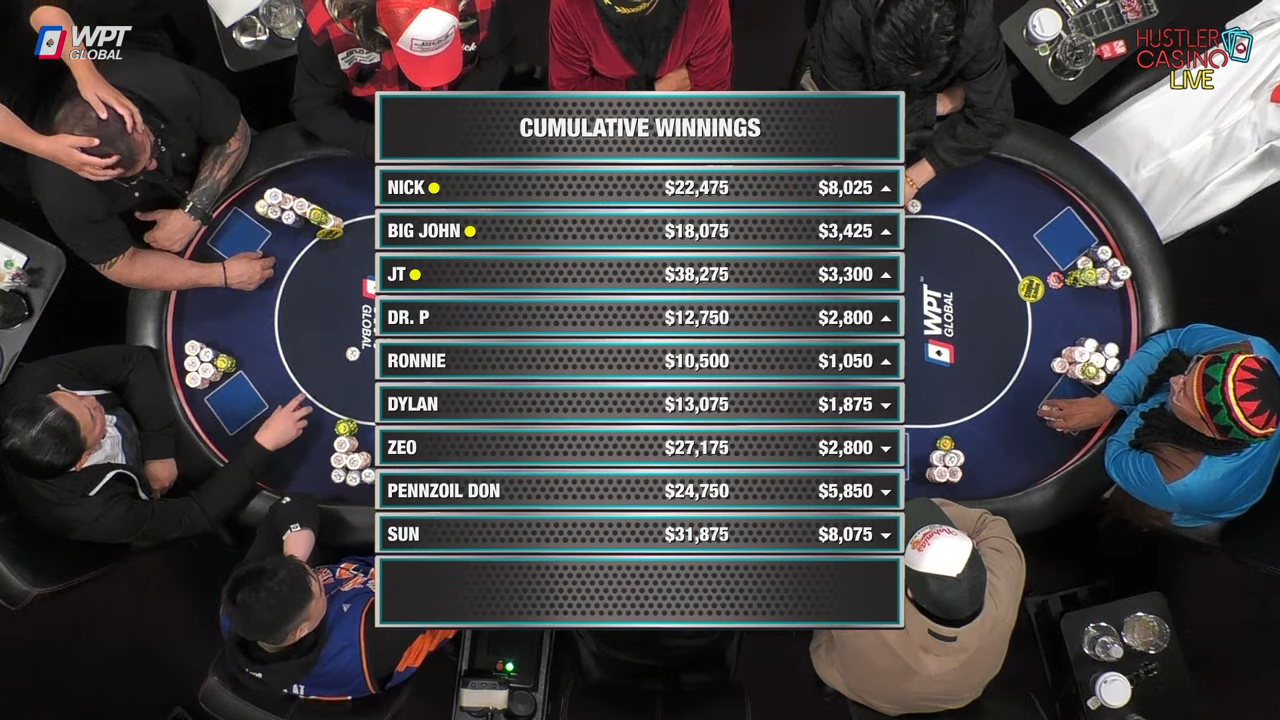 WPT
GLOBAL
HUSTLER
CASINO
LIVE
CUMULATIVE WINNINGS
NICK $22,475 $8,025
BIG JOHN $18,075 $3,425
JT $38,275 $3,300
DR. P $12,750 $2,800
RONNIE $10,500 $1,050
DYLAN $13,075 $1,875
ZEO $27,175 $2,800
PENNZOIL DON $24,750 $5,850
SUN $31,875 $8,075
GLOBAL
WPT
GLOBAL